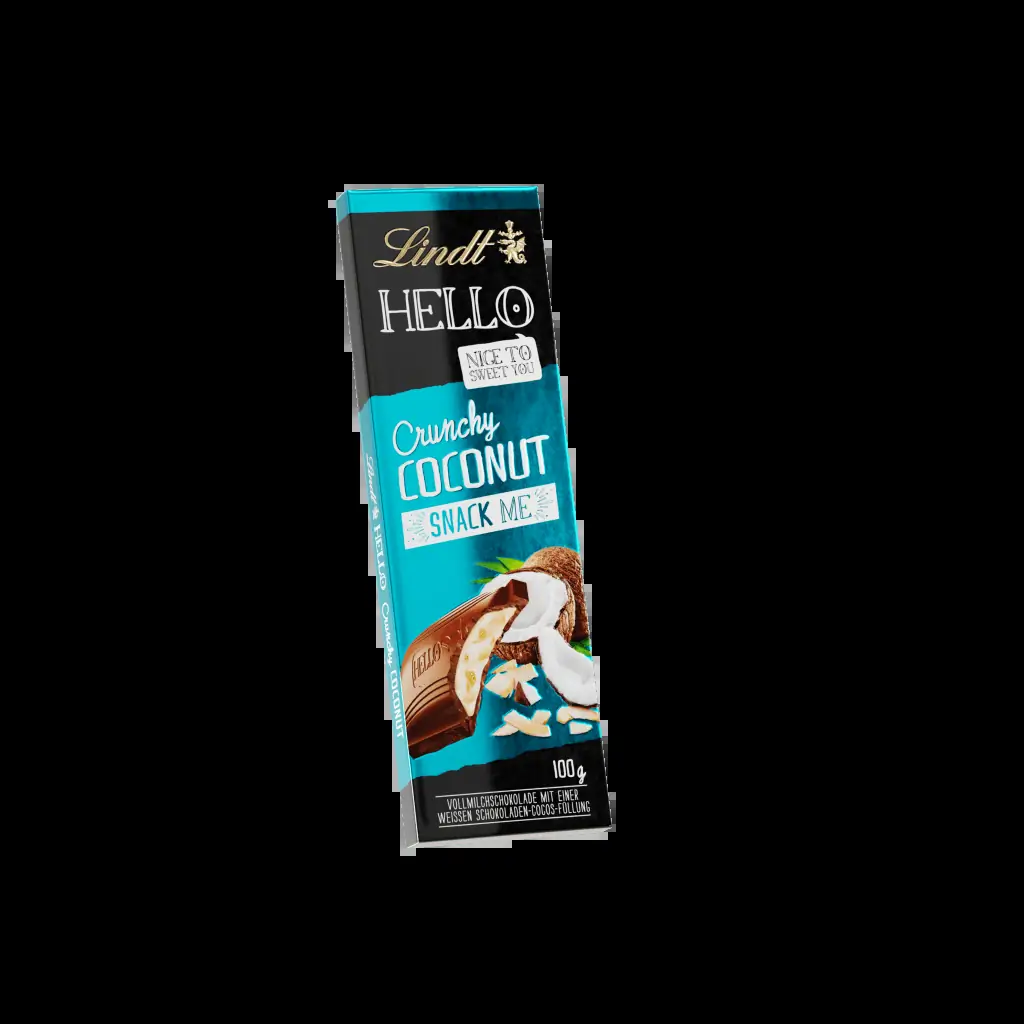 Lindt
HELLO
NICE TO
SWEET YOU
Crunchy
COCONUT
SNACK ME
HELLO
100g
VOLLMILCHSCHOKOLADE MIT EINER
WEISSEN SCHOKOLADEN-COCOS-FÜLLUNG
Lindt HELLO Crunchy COCONUT